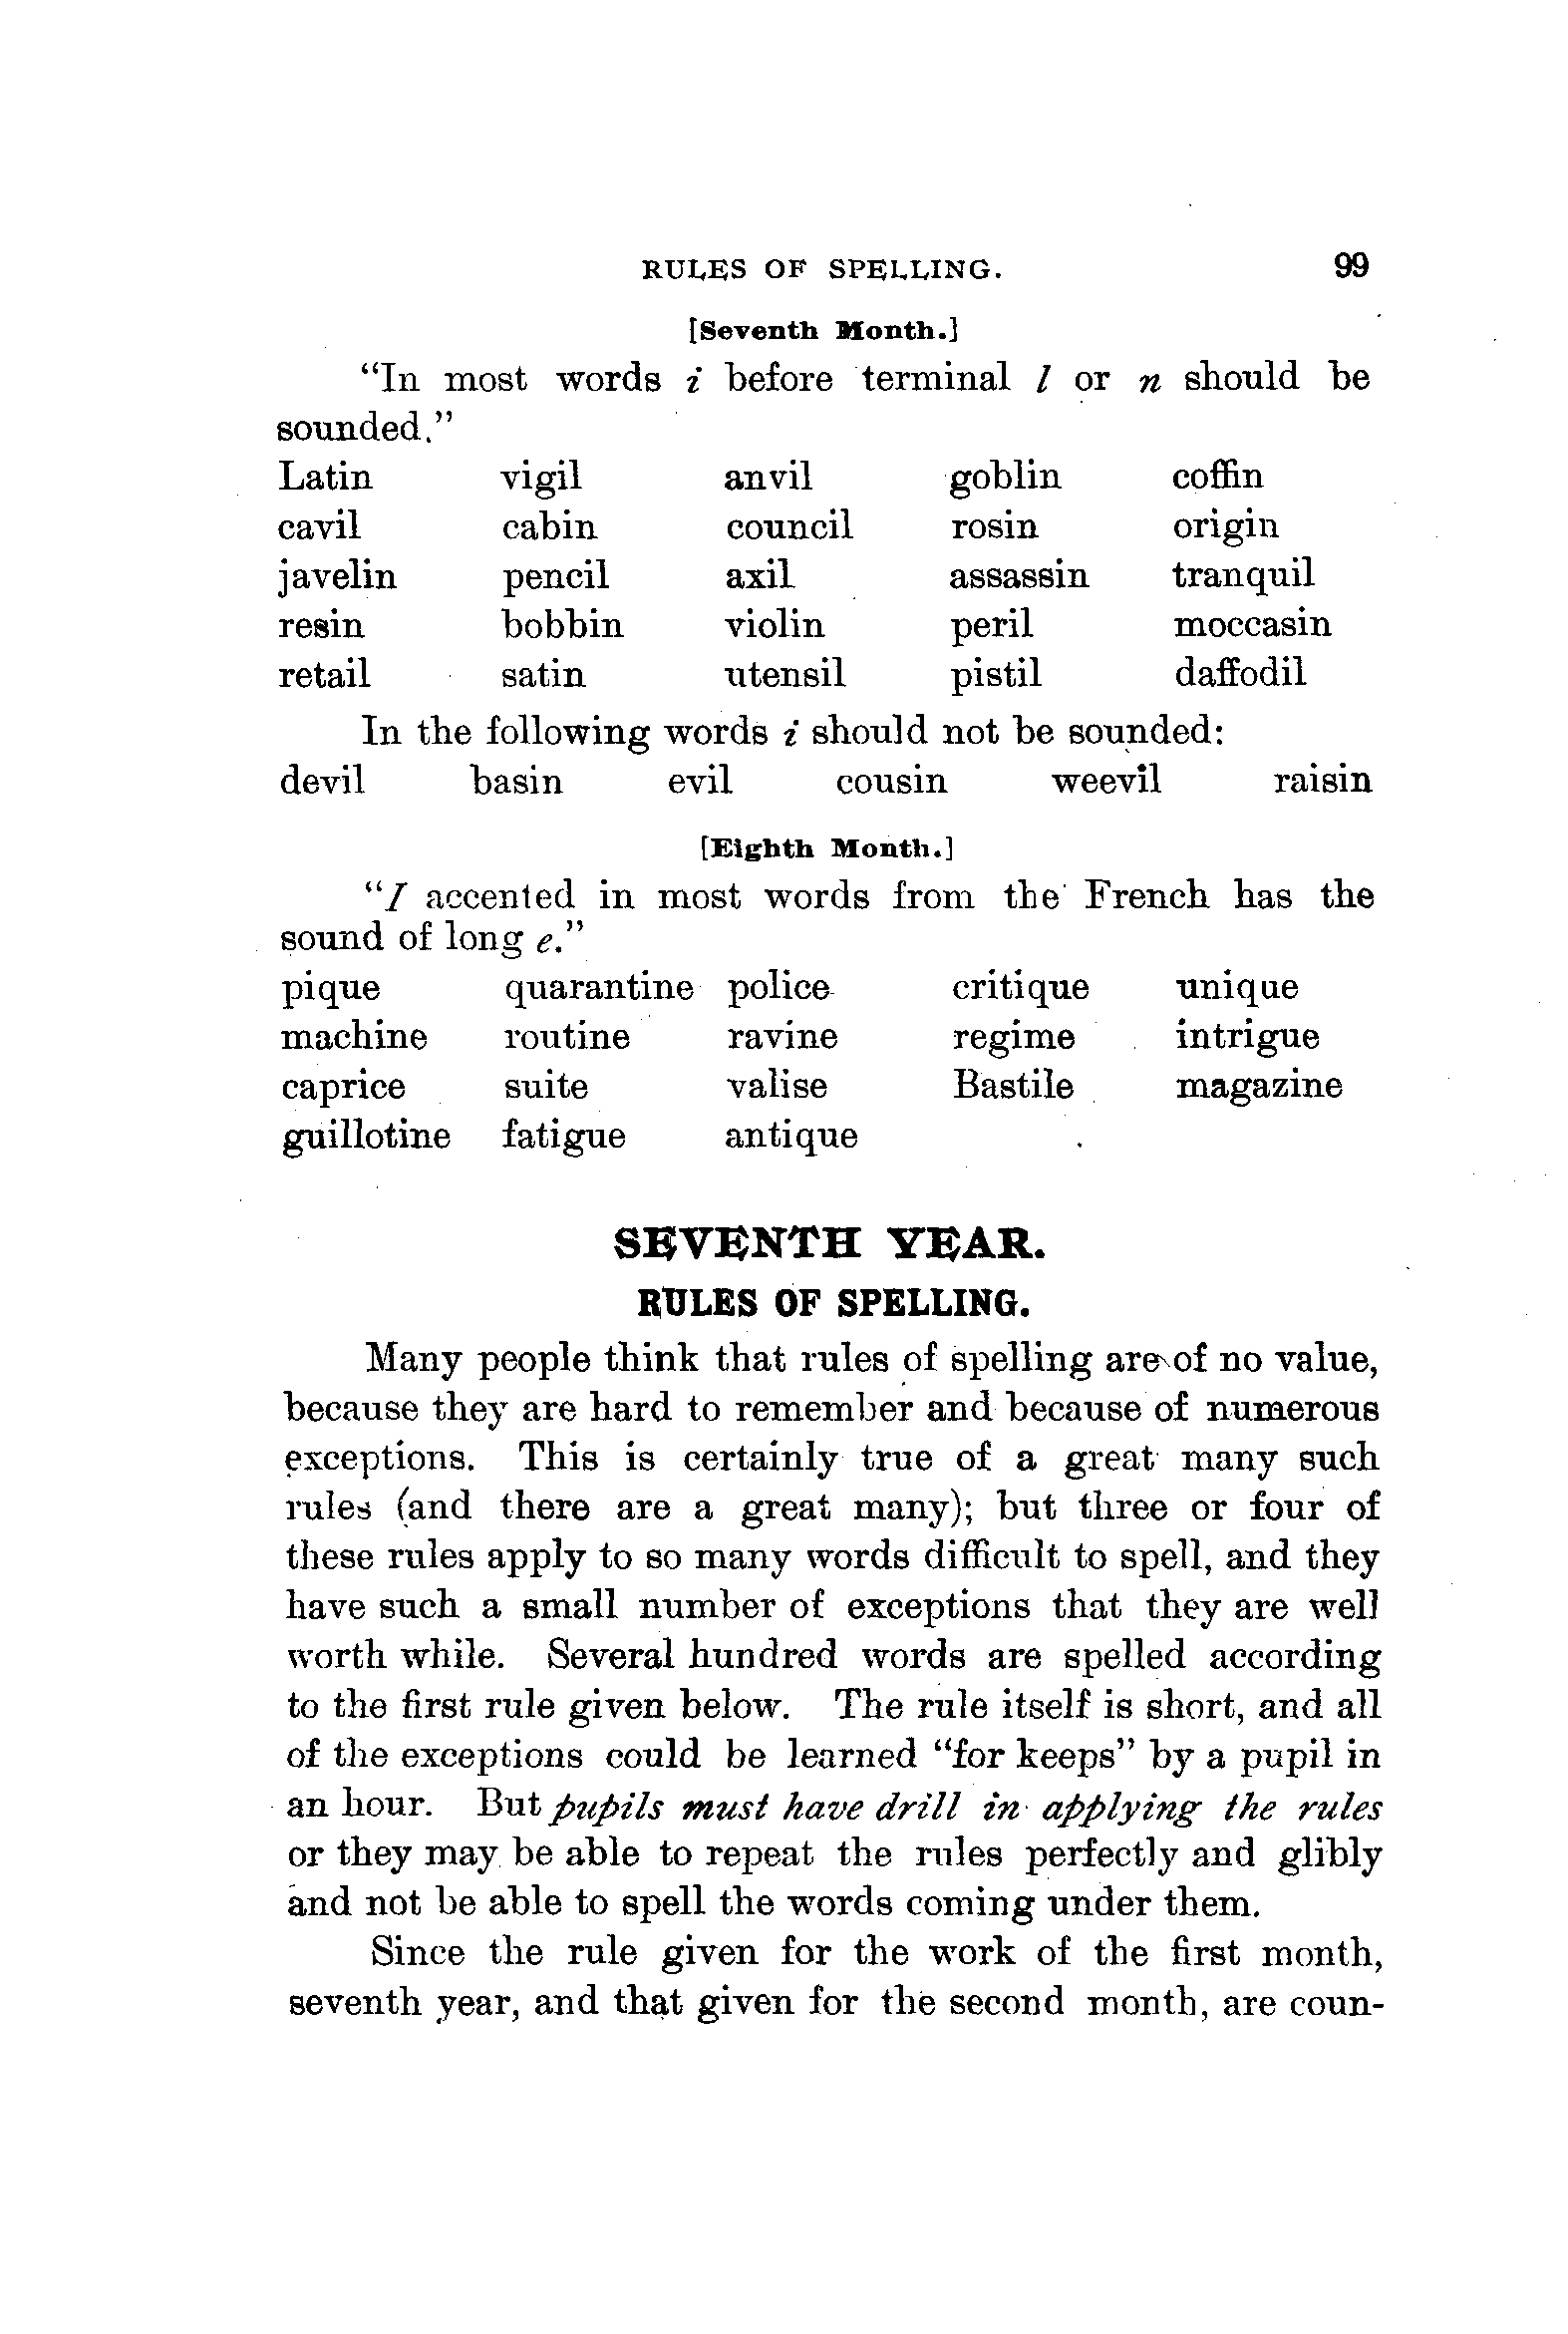 RULES OF SPELLING. 99
[Seventh Month.]
“In most words i before terminal l or n should be
sounded.”
Latin vigil anvil goblin coffin
cavil cabin council rosin origin
javelin pencil axil assassin tranquil
resin bobbin violin peril moccasin
retail satin utensil pistil daffodil
In the following words i should not be sounded:
devil basin evil cousin weevil raisin
[Eighth Month.]
“I accented in most words from the French has the
sound of long e.”
pique quarantine police critique unique
machine routine ravine regime intrigue
caprice suite valise Bastile magazine
guillotine fatigue antique
SEVENTH YEAR.
RULES OF SPELLING.
Many people think that rules of spelling are of no value,
because they are hard to remember and because of numerous
exceptions. This is certainly true of a great many such
rules (and there are a great many); but three or four of
these rules apply to so many words difficult to spell, and they
have such a small number of exceptions that they are well
worth while. Several hundred words are spelled according
to the first rule given below. The rule itself is short, and all
of the exceptions could be learned “for keeps” by a pupil in
an hour. But pupils must have drill in applying the rules
or they may be able to repeat the rules perfectly and glibly
and not be able to spell the words coming under them.
Since the rule given for the work of the first month,
seventh year, and that given for the second month, are coun-